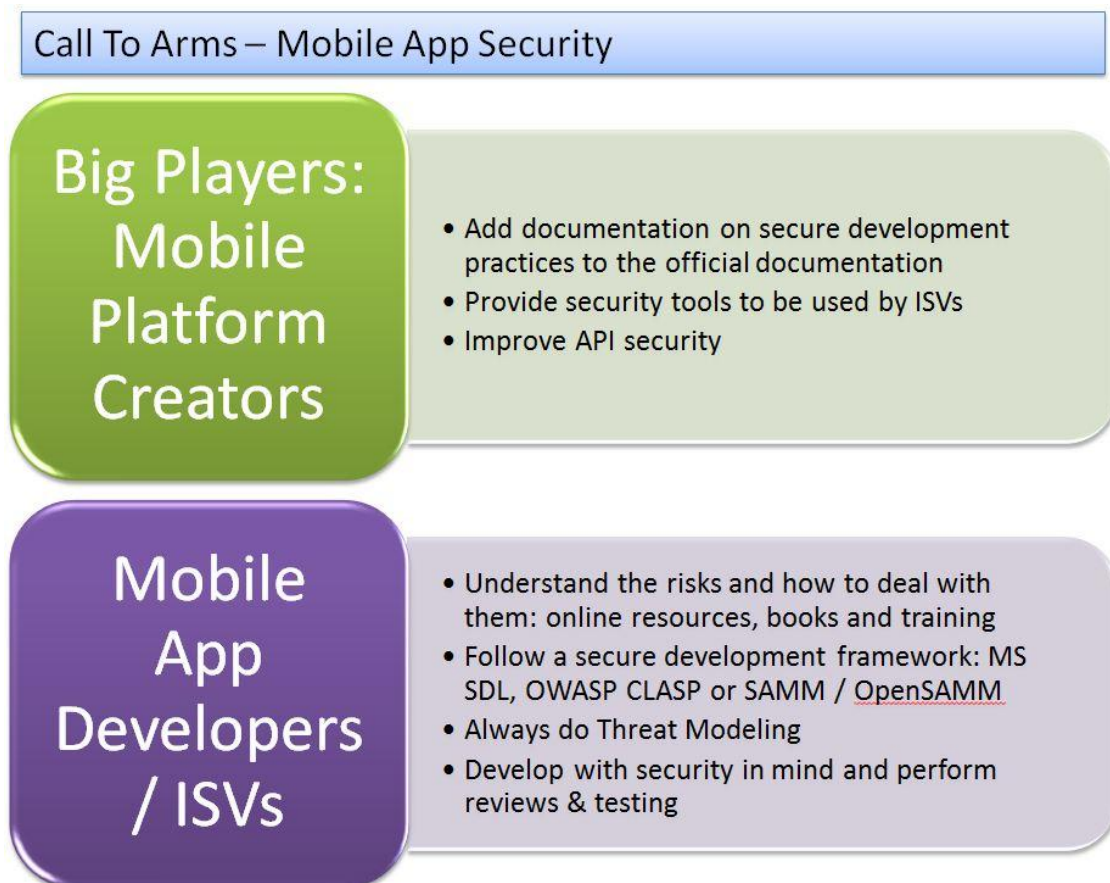 Call To Arms – Mobile App Security
Big Players:
Mobile
Platform
Creators
• Add documentation on secure development
practices to the official documentation
• Provide security tools to be used by ISVs
• Improve API security
Mobile
App
Developers
/ ISVs
• Understand the risks and how to deal with
them: online resources, books and training
• Follow a secure development framework: MS
SDL, OWASP CLASP or SAMM / OpenSAMM
• Always do Threat Modeling
• Develop with security in mind and perform
reviews & testing